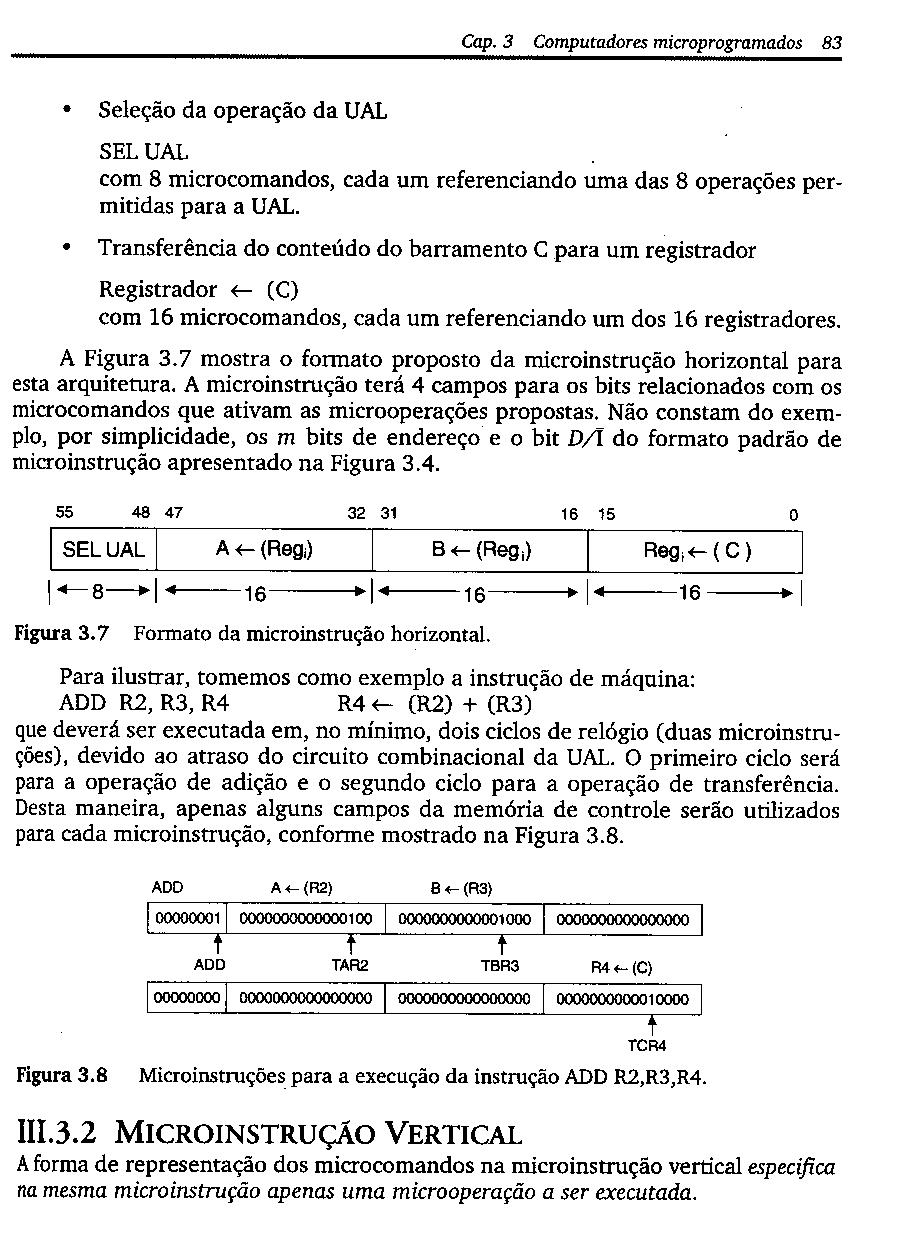 Cap. 3 Computadores microprogramados 83
• Seleção da operação da UAL
SEL UAL
com 8 microcomandos, cada um referenciando uma das 8 operações per-
mitidas para a UAL.
• Transferência do conteúdo do barramento C para um registrador
Registrador ← (C)
com 16 microcomandos, cada um referenciando um dos 16 registradores.
A Figura 3.7 mostra o formato proposto da microinstrução horizontal para
esta arquitetura. A microinstrução terá 4 campos para os bits relacionados com os
microcomandos que ativam as microoperações propostas. Não constam do exem-
plo, por simplicidade, os m bits de endereço e o bit D/Ī do formato padrão de
microinstrução apresentado na Figura 3.4.
55 48 47 32 31 16 15 0
SEL UAL A ← (Regi) B ← (Regi) Regi ← ( C )
8 16 16 16
Figura 3.7 Formato da microinstrução horizontal.
Para ilustrar, tomemos como exemplo a instrução de máquina:
ADD R2, R3, R4 R4 ← (R2) + (R3)
que deverá ser executada em, no mínimo, dois ciclos de relógio (duas microinstru-
ções), devido ao atraso do circuito combinacional da UAL. O primeiro ciclo será
para a operação de adição e o segundo ciclo para a operação de transferência.
Desta maneira, apenas alguns campos da memória de controle serão utilizados
para cada microinstrução, conforme mostrado na Figura 3.8.
ADD A ← (R2) B ← (R3)
00000001 0000000000000100 0000000000001000 0000000000000000
ADD TAR2 TBR3 R4 ← (C)
00000000 0000000000000000 0000000000000000 0000000000010000
TCR4
Figura 3.8 Microinstruções para a execução da instrução ADD R2,R3,R4.
III.3.2 MICROINSTRUÇÃO VERTICAL
A forma de representação dos microcomandos na microinstrução vertical especifica
na mesma microinstrução apenas uma microoperação a ser executada.